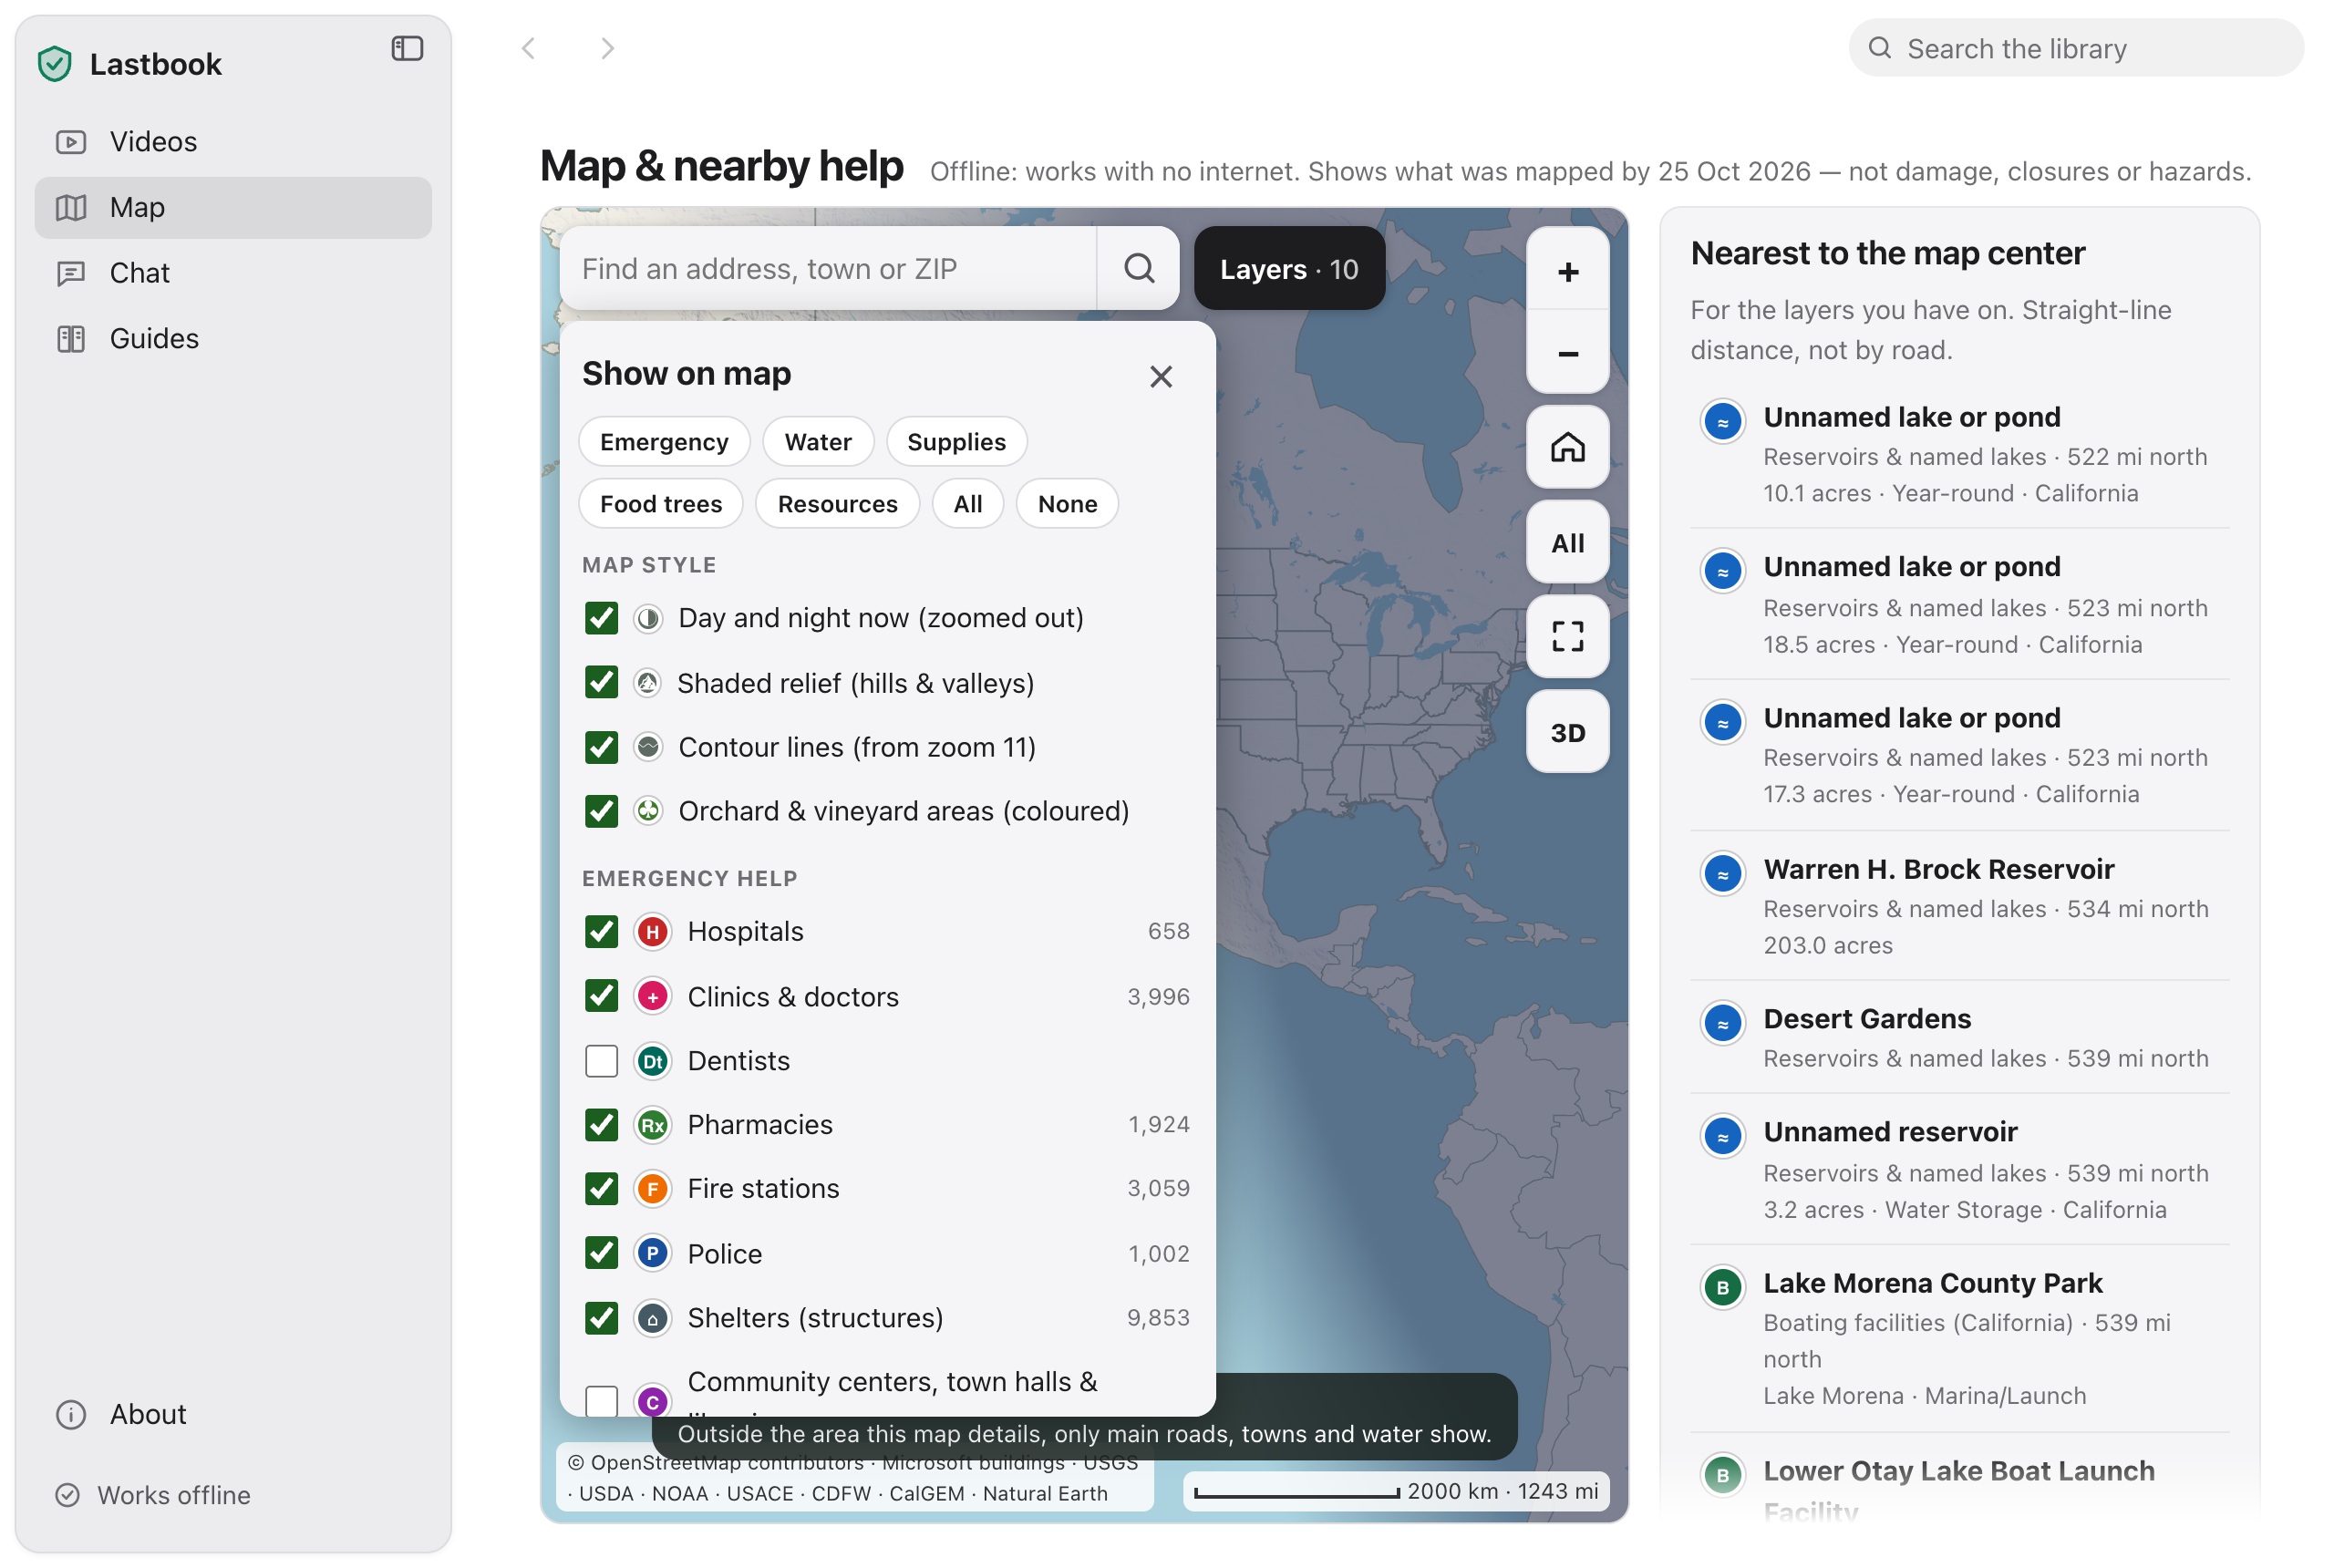 Lastbook
Videos
Map
Chat
Guides
About
Works offline
Search the library
Map & nearby help
Offline: works with no internet. Shows what was mapped by 25 Oct 2026 — not damage, closures or hazards.
Find an address, town or ZIP
Layers · 10
Show on map
Emergency
Water
Supplies
Food trees
Resources
All
None
MAP STYLE
Day and night now (zoomed out)
Shaded relief (hills & valleys)
Contour lines (from zoom 11)
Orchard & vineyard areas (coloured)
EMERGENCY HELP
H Hospitals 658
+ Clinics & doctors 3,996
Dt Dentists
Rx Pharmacies 1,924
F Fire stations 3,059
P Police 1,002
Shelters (structures) 9,853
C Community centers, town halls &
+
−
All
3D
Outside the area this map details, only main roads, towns and water show.
© OpenStreetMap contributors · Microsoft buildings · USGS
· USDA · NOAA · USACE · CDFW · CalGEM · Natural Earth
2000 km · 1243 mi
Nearest to the map center
For the layers you have on. Straight-line
distance, not by road.
≈ Unnamed lake or pond
Reservoirs & named lakes · 522 mi north
10.1 acres · Year-round · California
≈ Unnamed lake or pond
Reservoirs & named lakes · 523 mi north
18.5 acres · Year-round · California
≈ Unnamed lake or pond
Reservoirs & named lakes · 523 mi north
17.3 acres · Year-round · California
≈ Warren H. Brock Reservoir
Reservoirs & named lakes · 534 mi north
203.0 acres
≈ Desert Gardens
Reservoirs & named lakes · 539 mi north
≈ Unnamed reservoir
Reservoirs & named lakes · 539 mi north
3.2 acres · Water Storage · California
B Lake Morena County Park
Boating facilities (California) · 539 mi
north
Lake Morena · Marina/Launch
B Lower Otay Lake Boat Launch
Facility